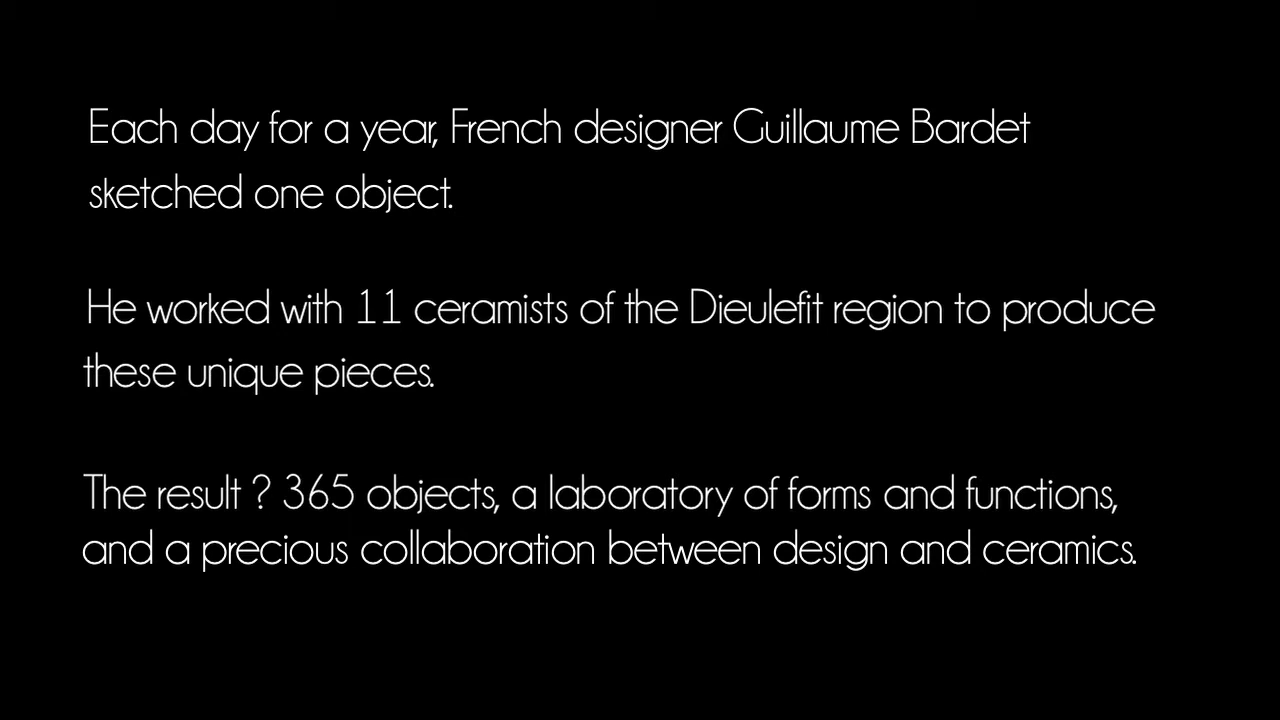 Each day for a year, French designer Guillaume Bardet
sketched one object.
He worked with 11 ceramists of the Dieulefit region to produce
these unique pieces.
The result ? 365 objects, a laboratory of forms and functions,
and a precious collaboration between design and ceramics.